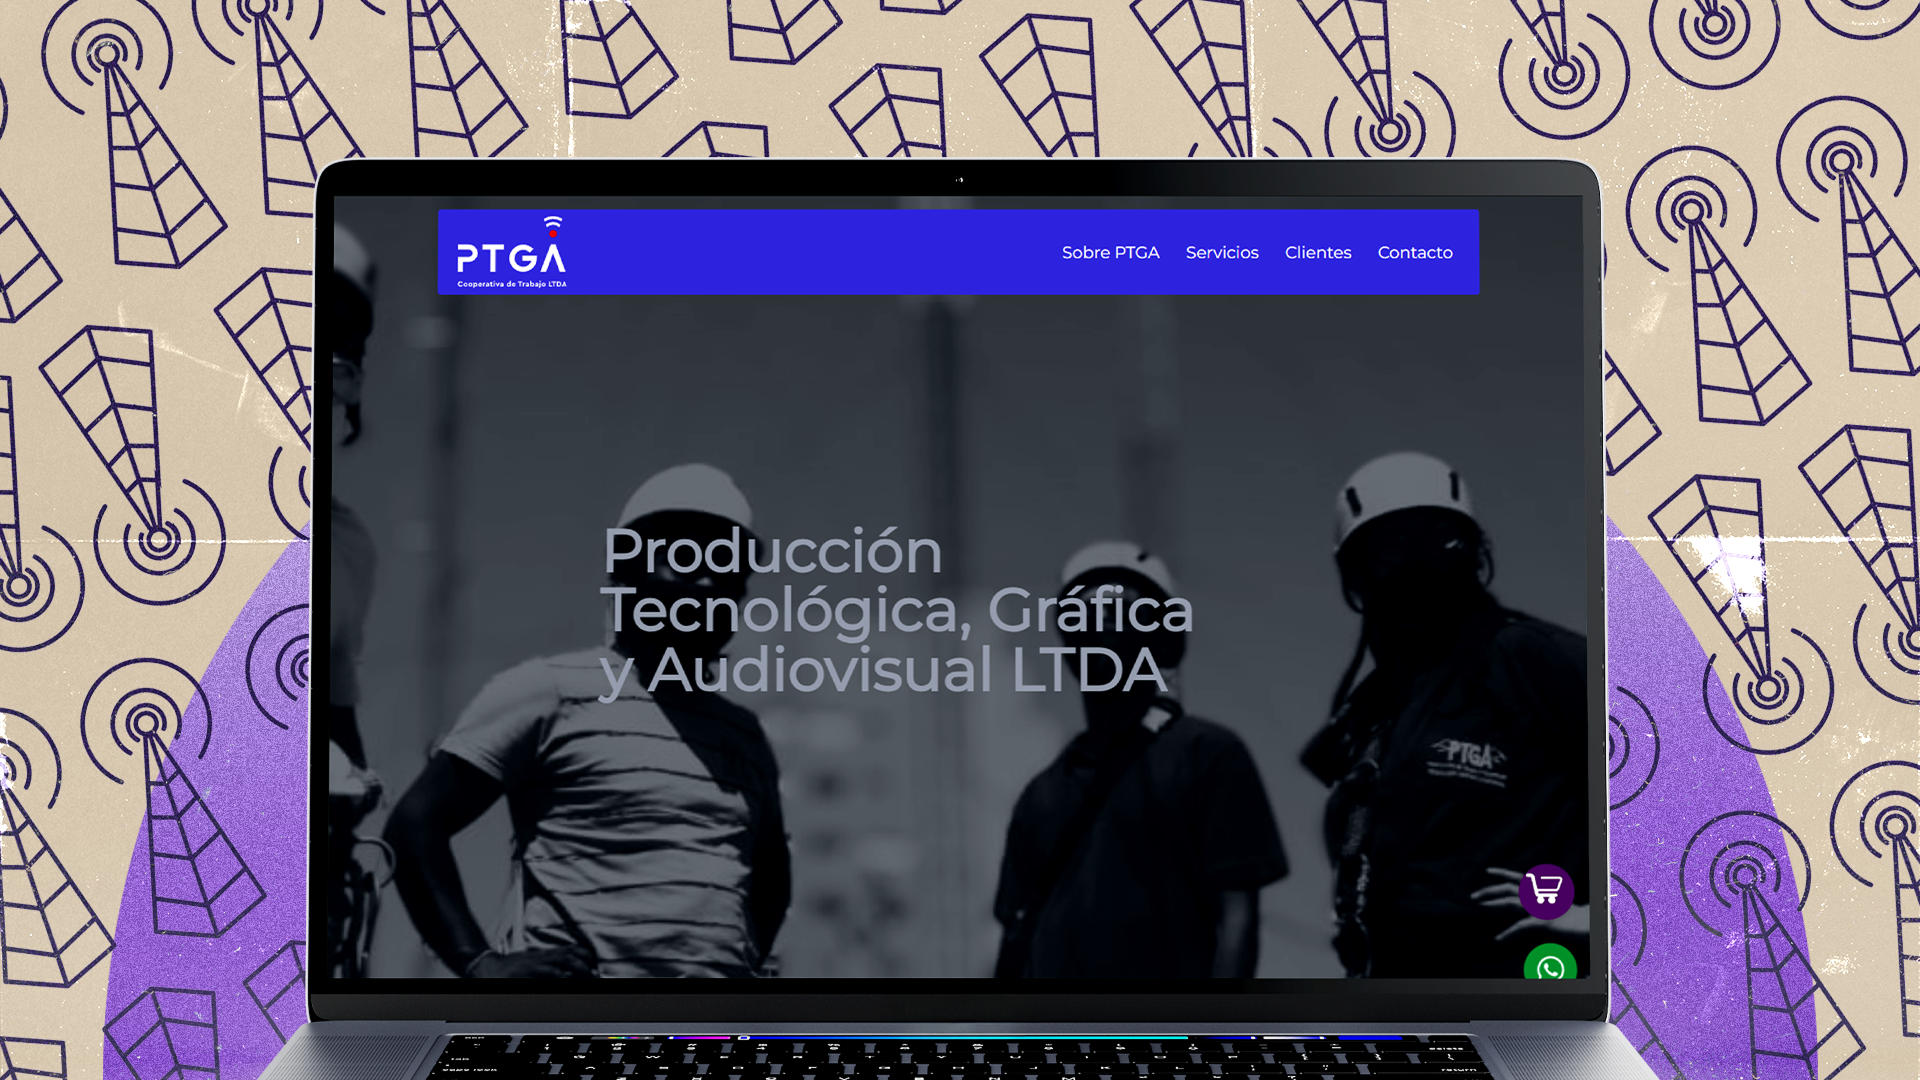 PTGA
Cooperativa de Trabajo LTDA
Sobre PTGA Servicios Clientes Contacto
Producción
Tecnológica, Gráfica
y Audiovisual LTDA
PTGA